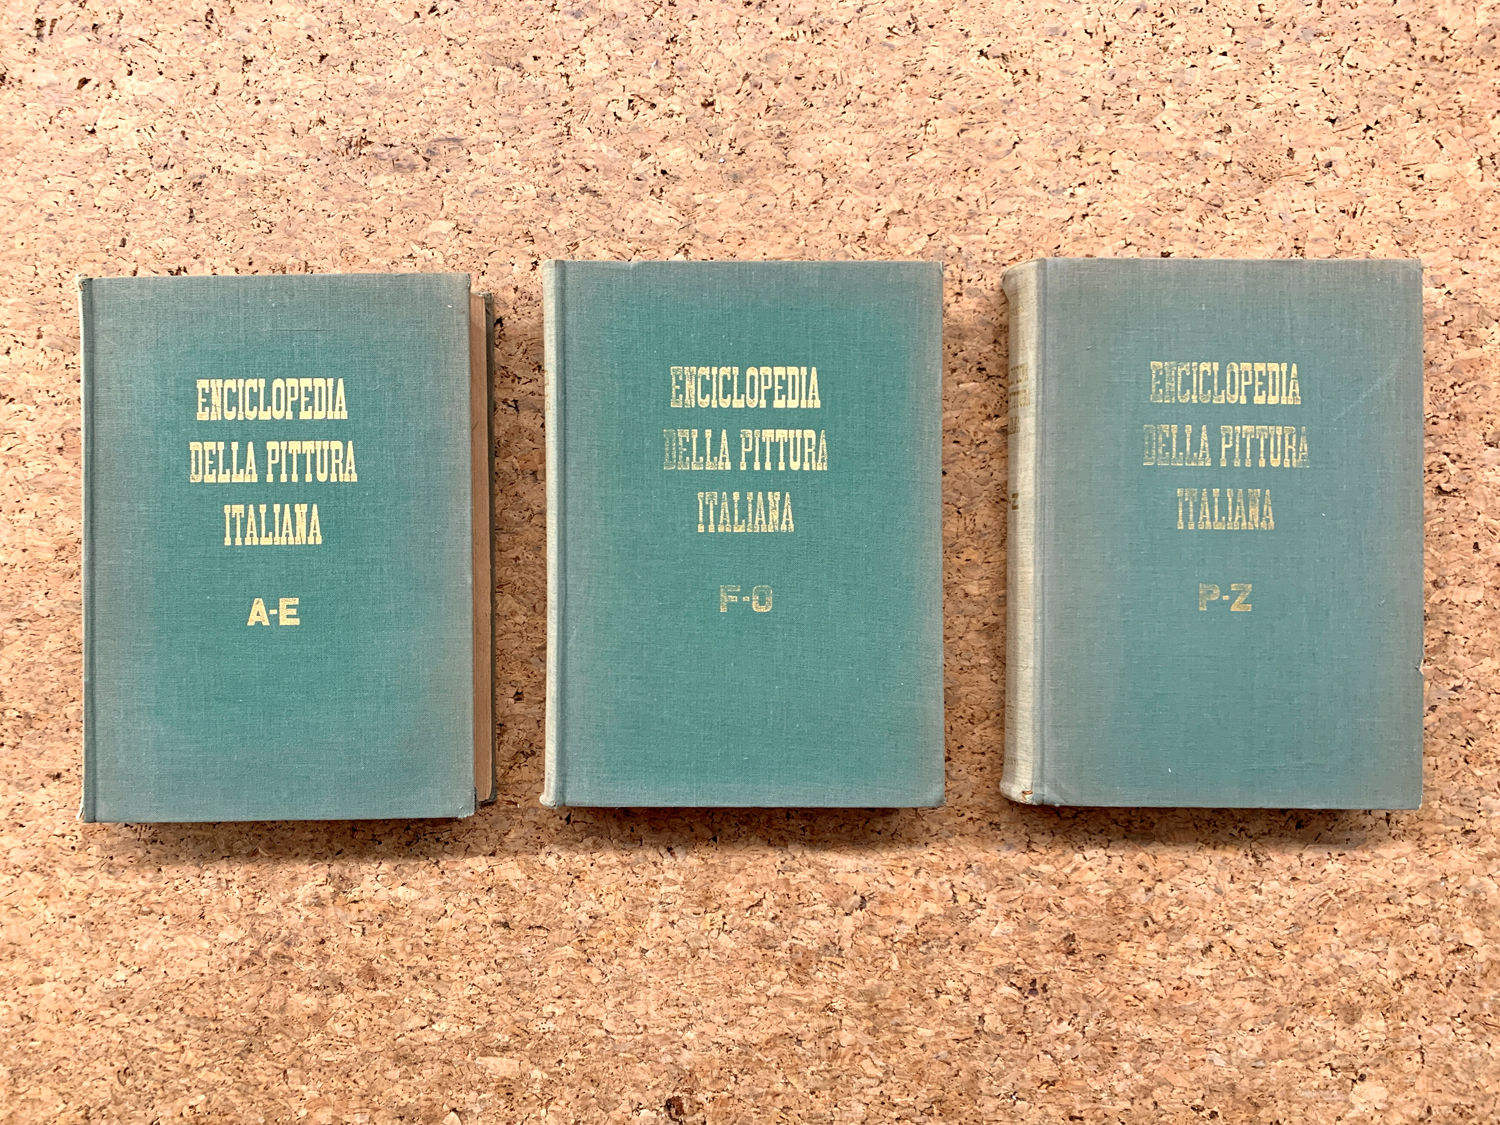 ENCICLOPEDIA
DELLA PITTURA
ITALIANA
A-E
ENCICLOPEDIA
DELLA PITTURA
ITALIANA
F-O
ENCICLOPEDIA
DELLA PITTURA
ITALIANA
P-Z